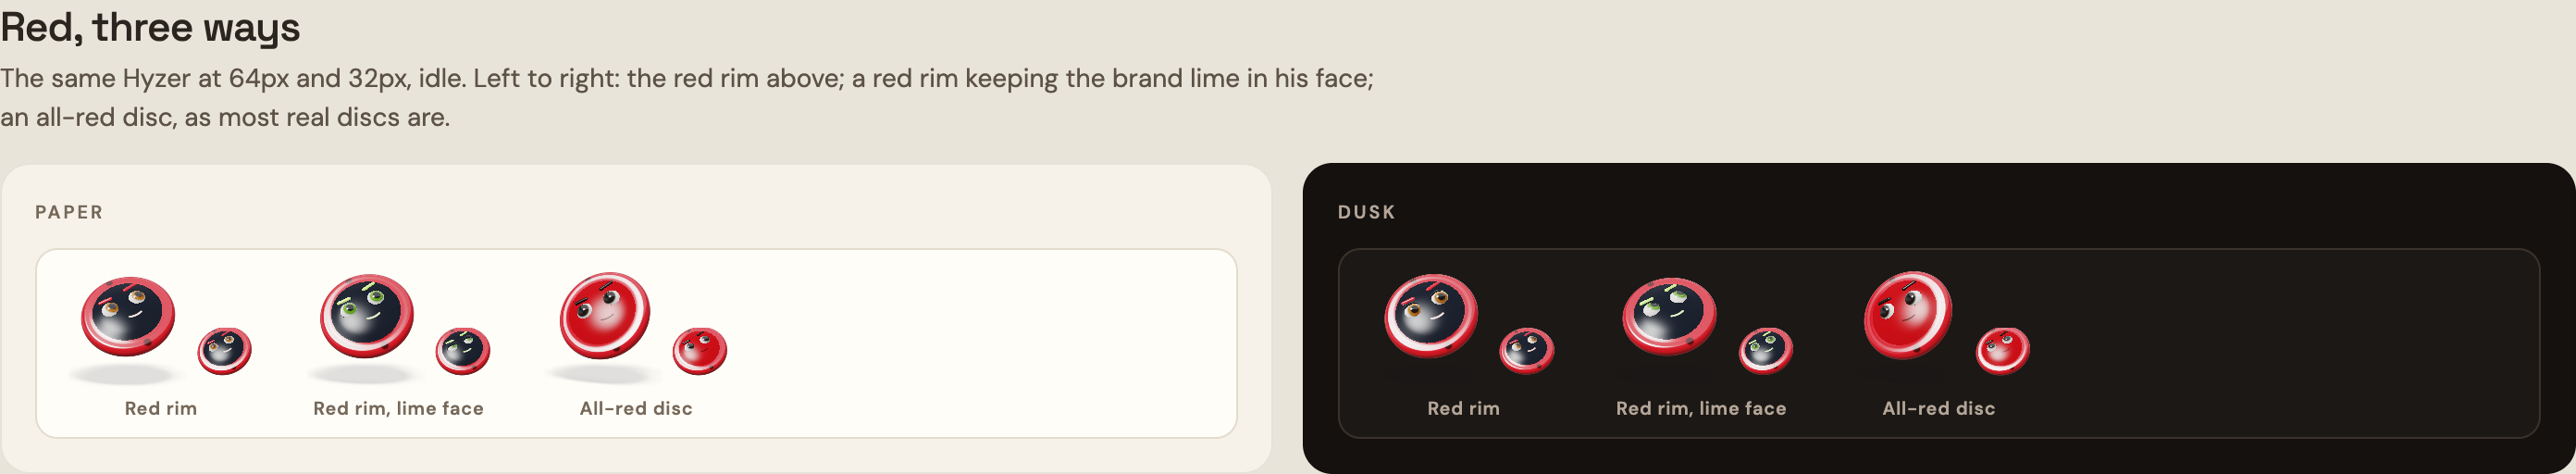 Red, three ways
The same Hyzer at 64px and 32px, idle. Left to right: the red rim above; a red rim keeping the brand lime in his face;
an all-red disc, as most real discs are.
PAPER
Red rim
Red rim, lime face
All-red disc
DUSK
Red rim
Red rim, lime face
All-red disc